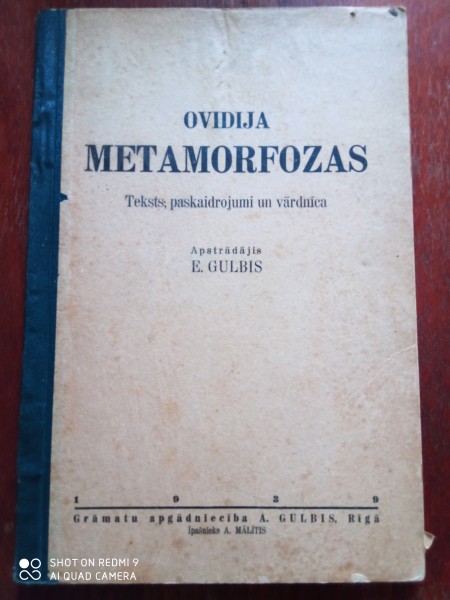 OVIDIJA
METAMORFOZAS
Teksts, paskaidrojumi un vārdnīca
Apstrādājis
E. GULBIS
1 9 3 9
Grāmatu apgādniecība A. GULBIS, Rīgā
Īpašnieks A. MĀLĪTIS
SHOT ON REDMI 9
AI QUAD CAMERA